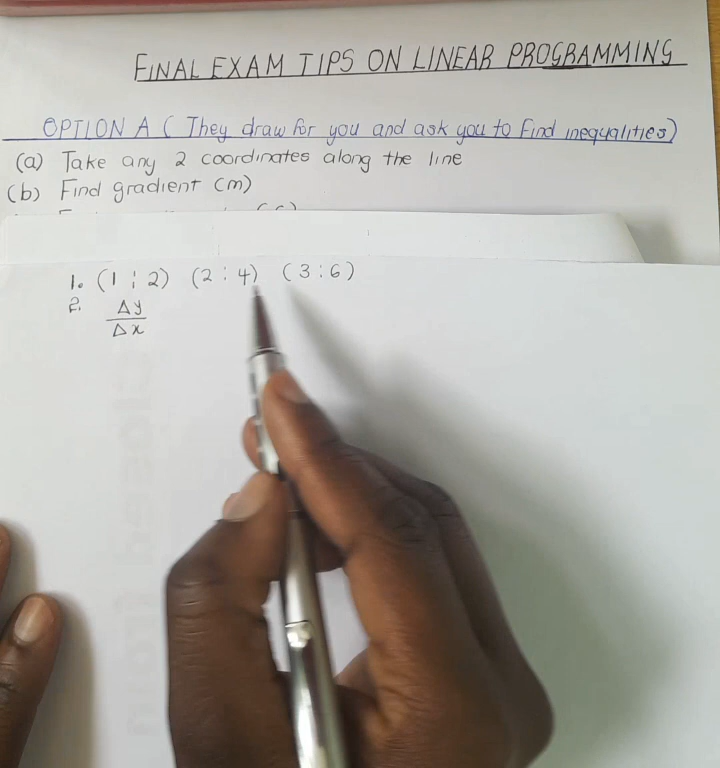 FINAL EXAM TIPS ON LINEAR PROGRAMMING
OPTION A ( They draw for you and ask you to find inequalities)
(a) Take any 2 coordinates along the line
(b) Find gradient (m)
1. (1 ; 2) (2 : 4) (3 : 6)
2. Δy
Δx